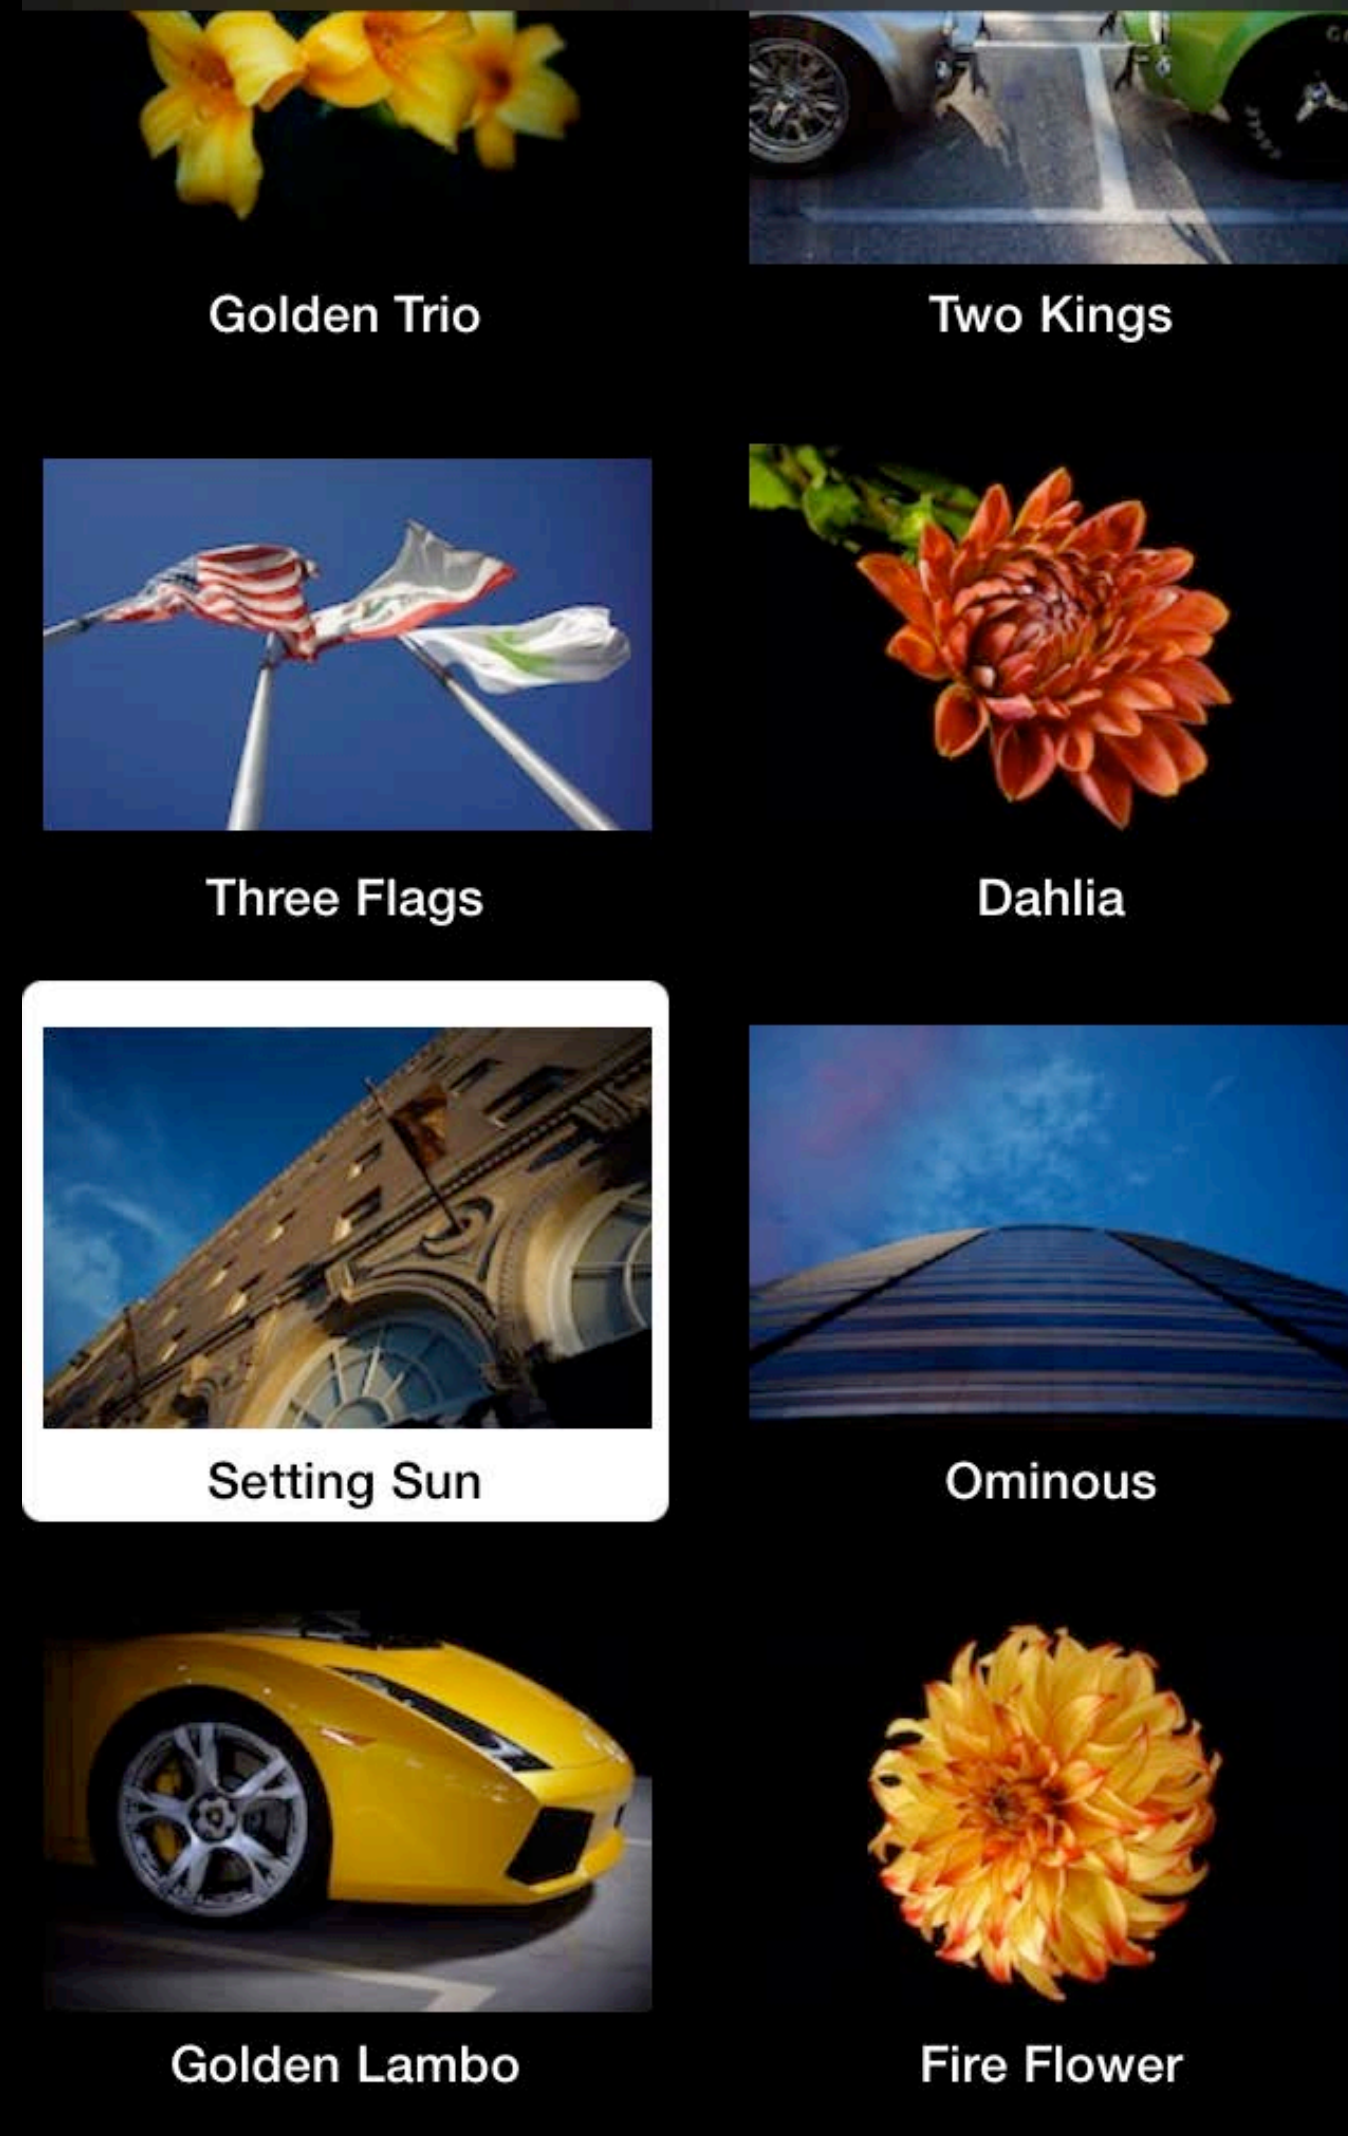 Golden Trio
Two Kings
Three Flags
Dahlia
Setting Sun
Ominous
Golden Lambo
Fire Flower